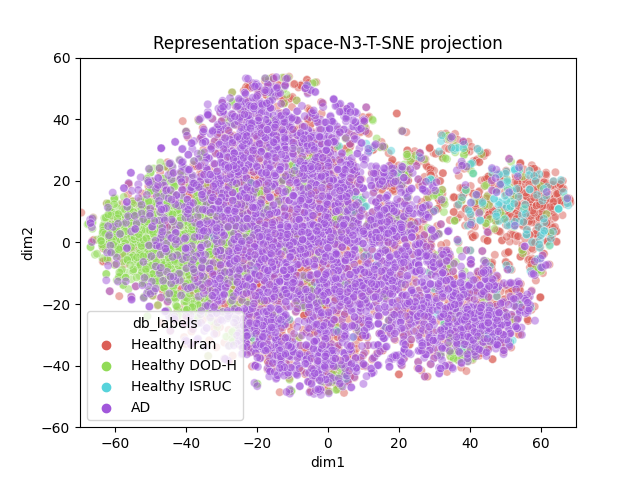 Representation space-N3-T-SNE projection
60
40
20
0
−20
−40
−60
dim2
db_labels
Healthy Iran
Healthy DOD-H
Healthy ISRUC
AD
−60 −40 −20 0 20 40 60
dim1